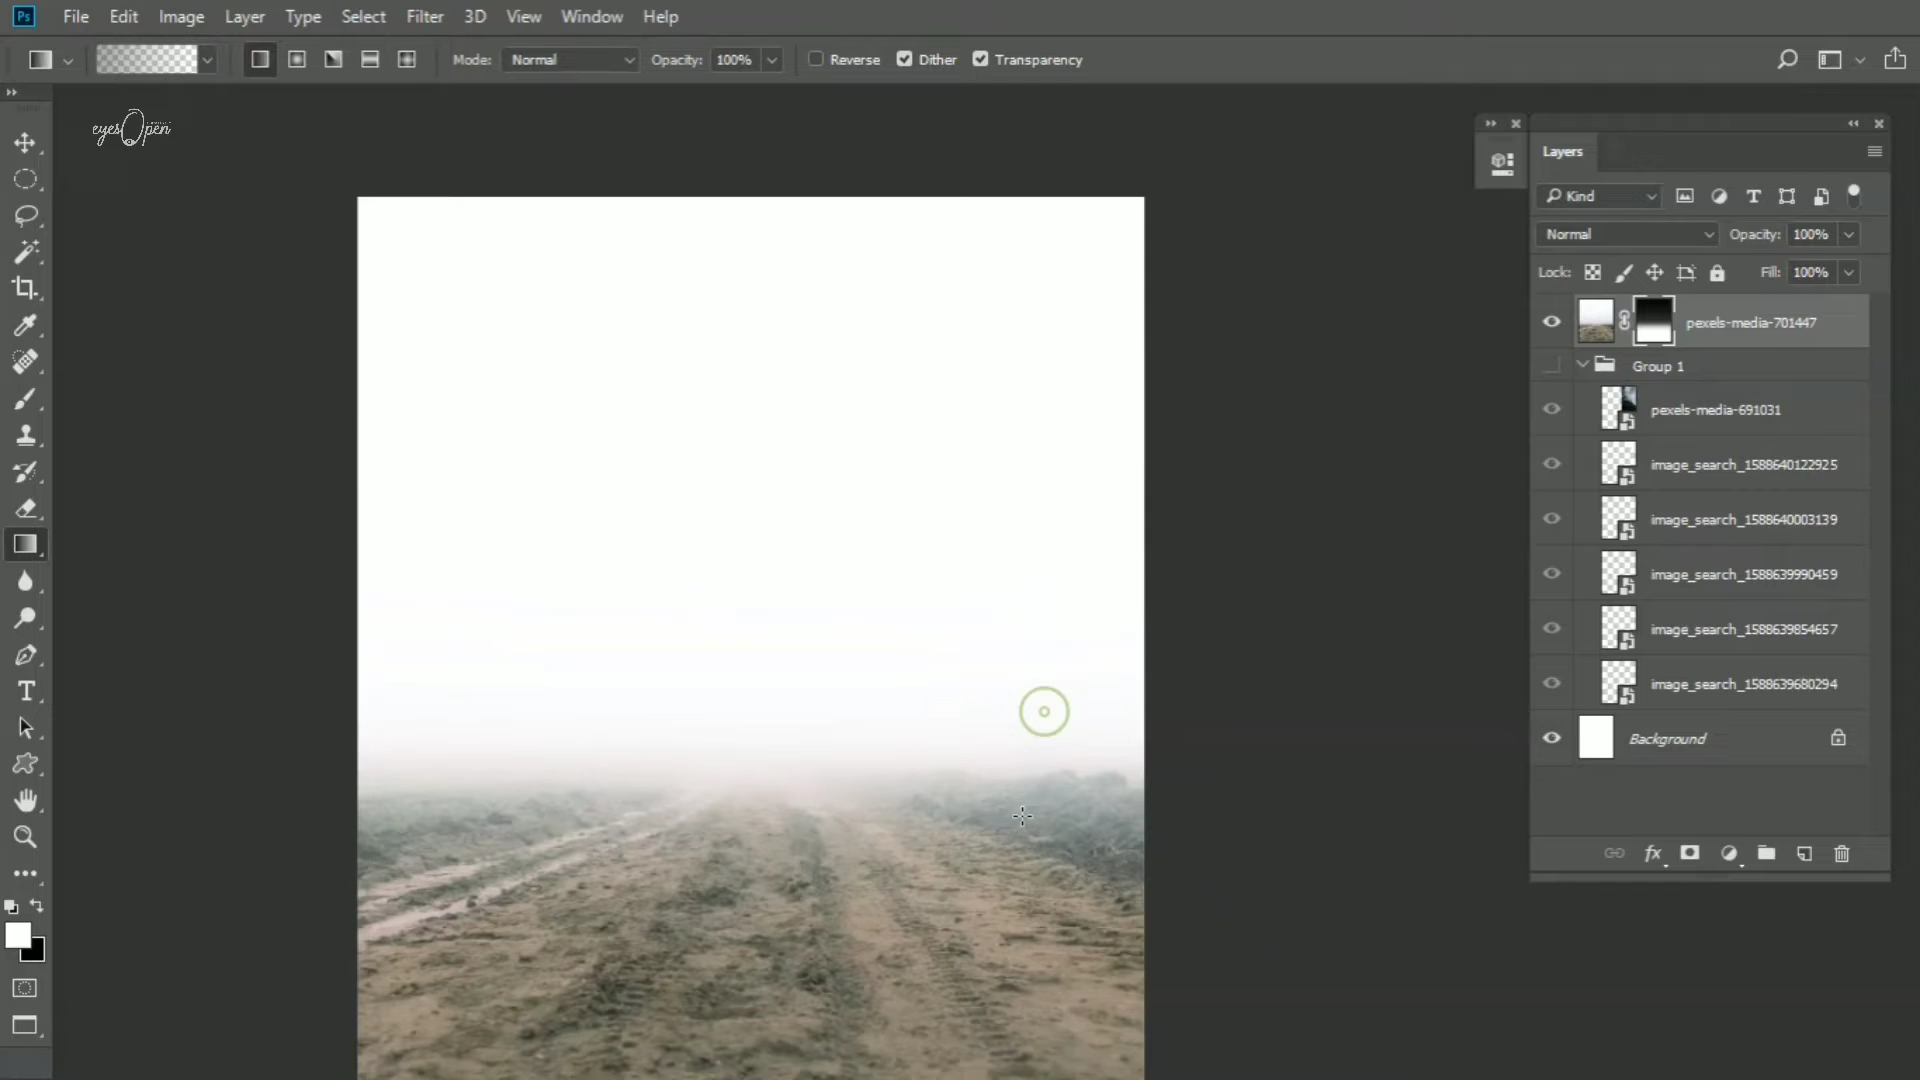 Ps File Edit Image Layer Type Select Filter 3D View Window Help
Mode: Normal Opacity: 100% Reverse Dither Transparency
eyesOpen
Layers
Kind
Normal Opacity: 100%
Lock: Fill: 100%
pexels-media-701447
Group 1
pexels-media-691031
image_search_1588640122925
image_search_1588640003139
image_search_1588639990459
image_search_1588639854657
image_search_1588639680294
Background
fx